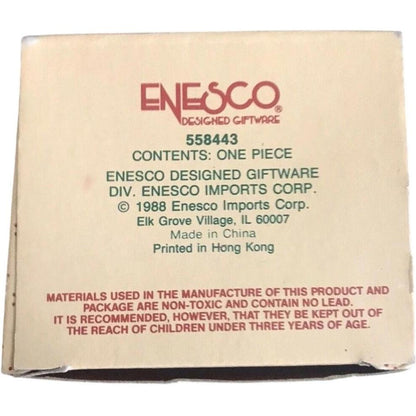 ENESCO®
DESIGNED GIFTWARE
558443
CONTENTS: ONE PIECE
ENESCO DESIGNED GIFTWARE
DIV. ENESCO IMPORTS CORP.
© 1988 Enesco Imports Corp.
Elk Grove Village, IL 60007
Made in China
Printed in Hong Kong
MATERIALS USED IN THE MANUFACTURE OF THIS PRODUCT AND
PACKAGE ARE NON-TOXIC AND CONTAIN NO LEAD.
IT IS RECOMMENDED, HOWEVER, THAT THEY BE KEPT OUT OF
THE REACH OF CHILDREN UNDER THREE YEARS OF AGE.